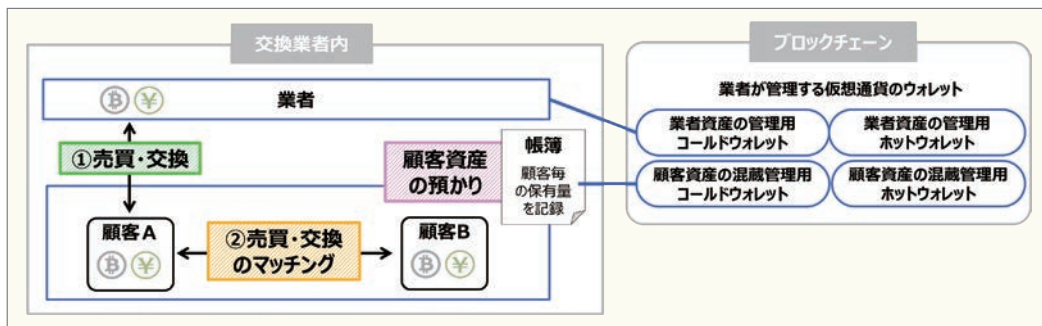 交換業者内
業者
①売買・交換
顧客資産
の預かり
帳簿
顧客毎
の保有量
を記録
顧客A
②売買・交換
のマッチング
顧客B
ブロックチェーン
業者が管理する仮想通貨のウォレット
業者資産の管理用
コールドウォレット
業者資産の管理用
ホットウォレット
顧客資産の混蔵管理用
コールドウォレット
顧客資産の混蔵管理用
ホットウォレット